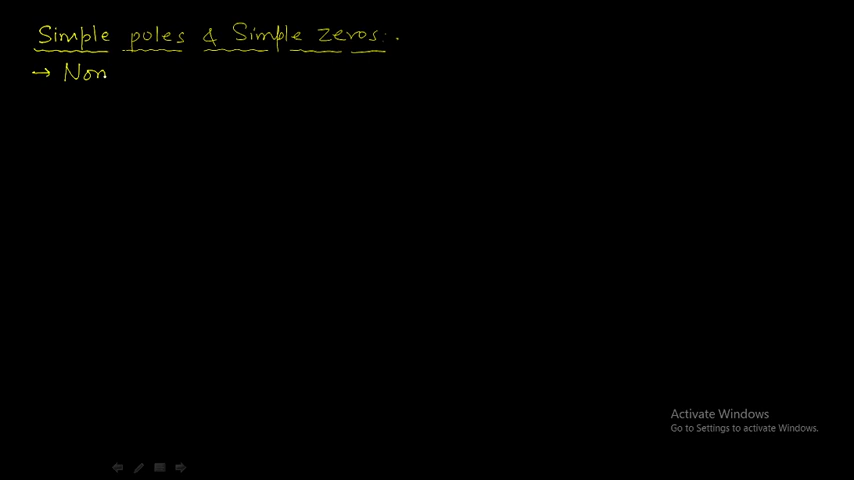 Simple poles & Simple zeros:.
→ Non
Activate Windows
Go to Settings to activate Windows.